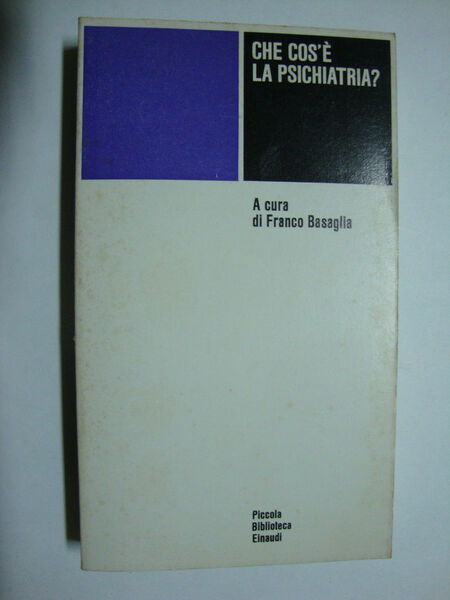 CHE COS'È
LA PSICHIATRIA?
A cura
di Franco Basaglia
Piccola
Biblioteca
Einaudi